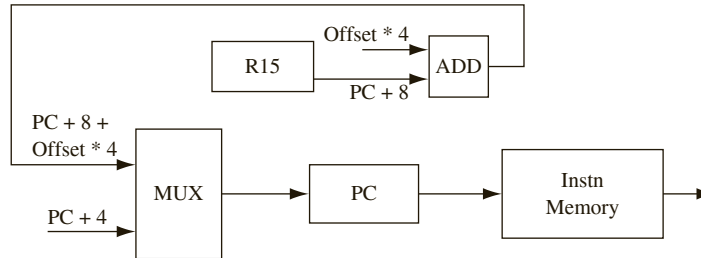 Offset * 4
R15
ADD
PC + 8
PC + 8 +
Offset * 4
MUX
PC
Instn
Memory
PC + 4